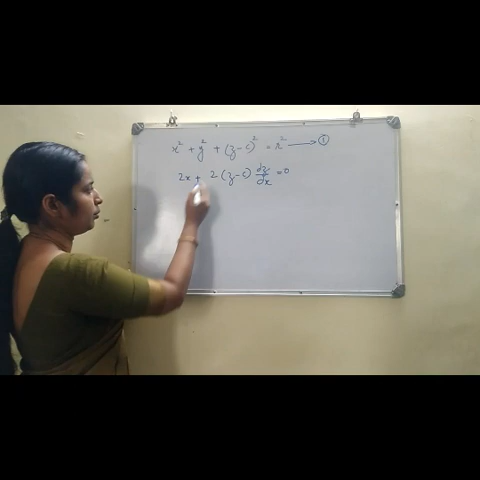 x² + y² + (z-c)² = r² → ①
2x + 2(z-c) dz/dx = 0